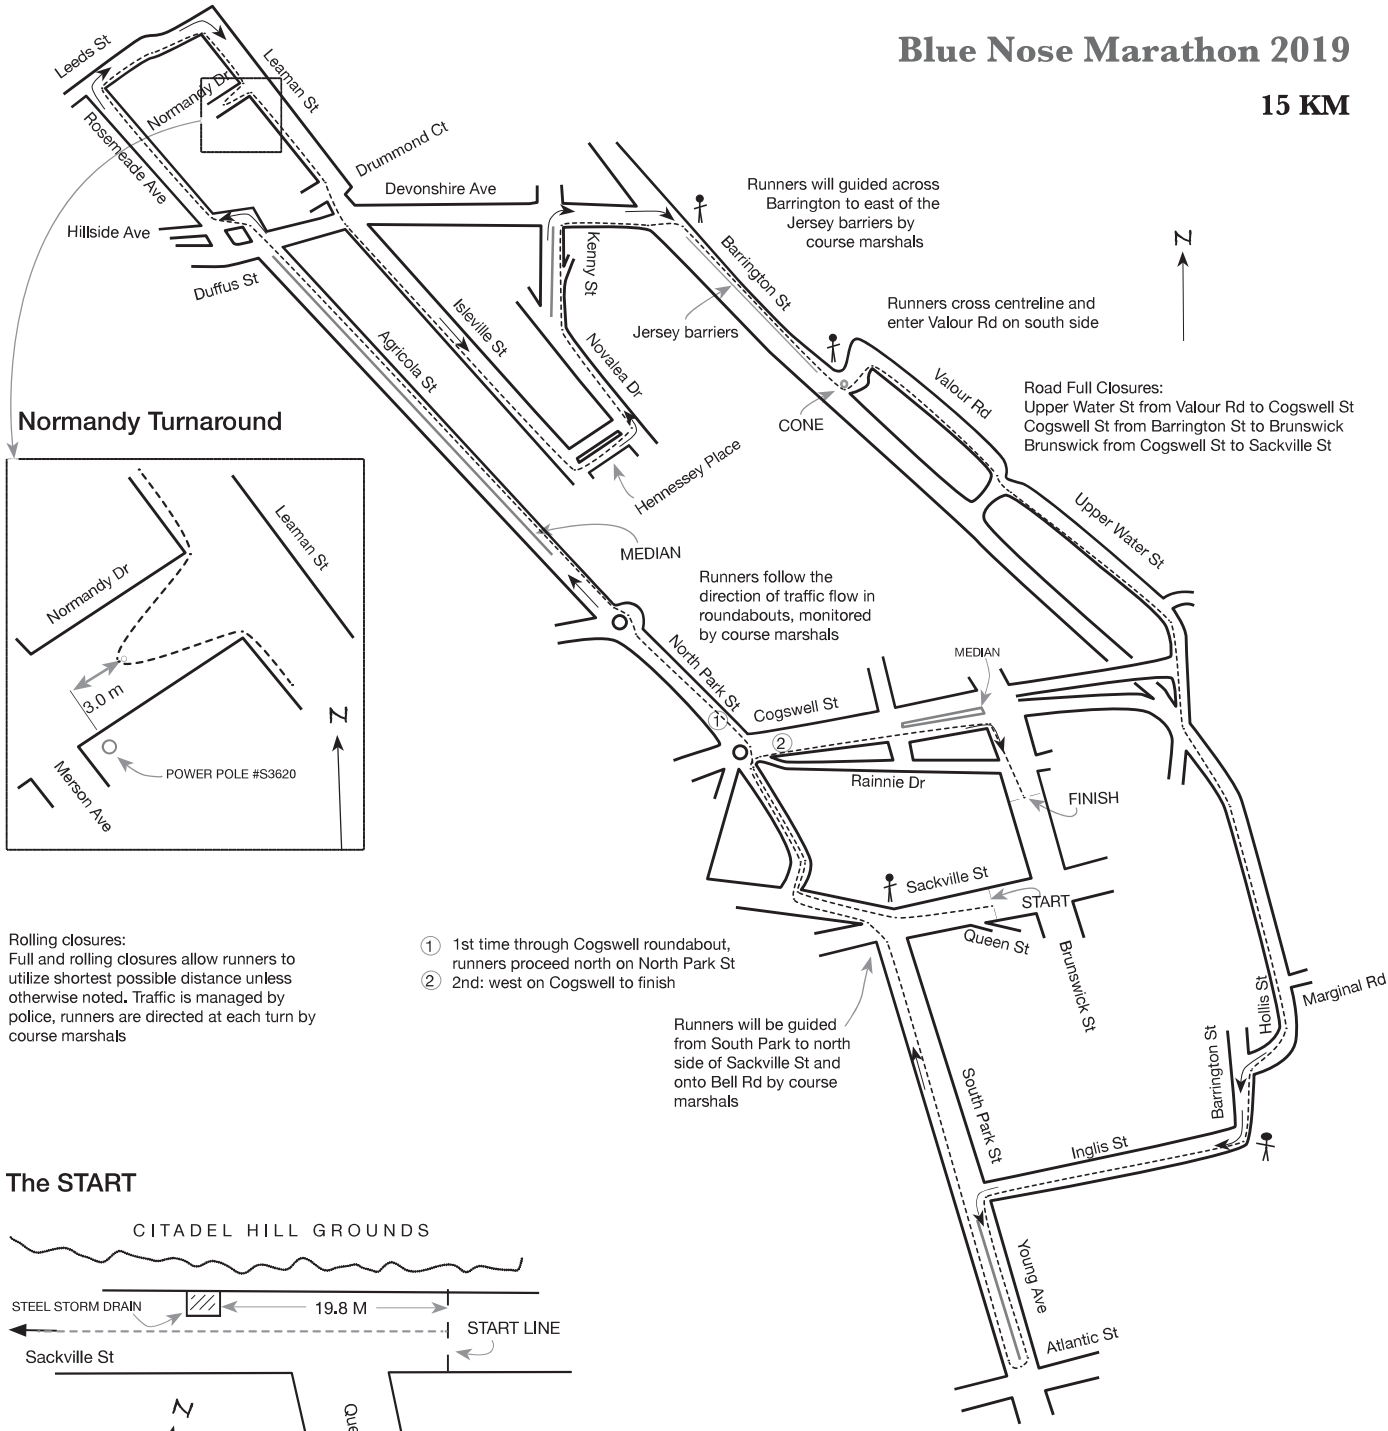 Blue Nose Marathon 2019
15 KM
Leeds St
Leaman St
Normandy Dr
Rosemeade Ave
Drummond Ct
Devonshire Ave
Hillside Ave
Duffus St
Kenny St
Isleville St
Agricola St
Novalea Dr
Hennessey Place
Barrington St
Jersey barriers
Runners will guided across
Barrington to east of the
Jersey barriers by
course marshals
N
Runners cross centreline and
enter Valour Rd on south side
Valour Rd
CONE
Road Full Closures:
Upper Water St from Valour Rd to Cogswell St
Cogswell St from Barrington St to Brunswick
Brunswick from Cogswell St to Sackville St
Upper Water St
MEDIAN
Runners follow the
direction of traffic flow in
roundabouts, monitored
by course marshals
Normandy Turnaround
Leaman St
Normandy Dr
3.0 m
N
POWER POLE #S3620
Merson Ave
North Park St
MEDIAN
Cogswell St
1
2
Rainnie Dr
FINISH
Sackville St
START
Queen St
Brunswick St
Hollis St
Marginal Rd
Barrington St
South Park St
Inglis St
Young Ave
Atlantic St
Rolling closures:
Full and rolling closures allow runners to
utilize shortest possible distance unless
otherwise noted. Traffic is managed by
police, runners are directed at each turn by
course marshals
1 1st time through Cogswell roundabout,
runners proceed north on North Park St
2 2nd: west on Cogswell to finish
Runners will be guided
from South Park to north
side of Sackville St and
onto Bell Rd by course
marshals
The START
CITADEL HILL GROUNDS
STEEL STORM DRAIN
19.8 M
START LINE
Sackville St
N
Que